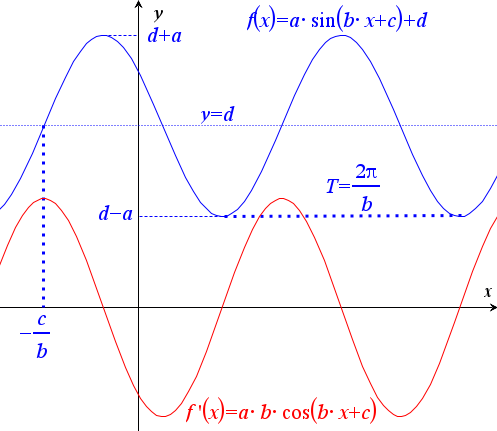 y
f(x)=a· sin(b· x+c)+d
d+a
y=d
T=2π/b
d−a
x
−c/b
f'(x)=a· b· cos(b· x+c)